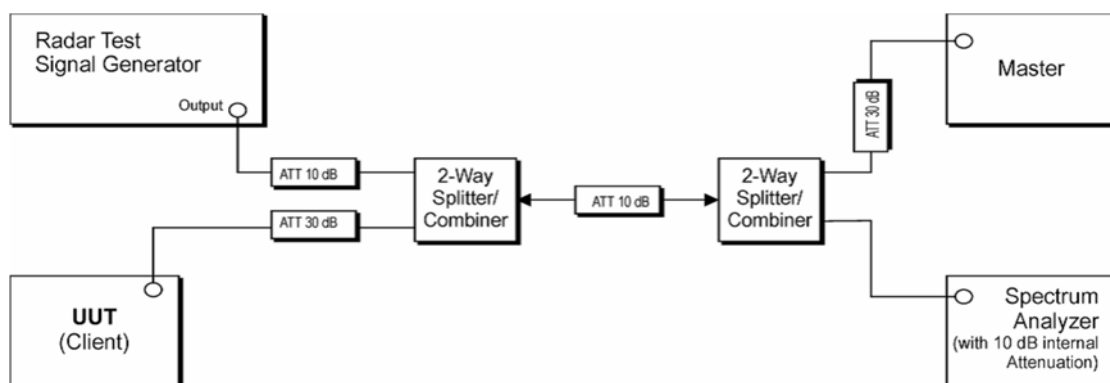 Radar Test
Signal Generator
Output
ATT 10 dB
ATT 30 dB
UUT
(Client)
2-Way
Splitter/
Combiner
ATT 10 dB
2-Way
Splitter/
Combiner
ATT 30 dB
Master
Spectrum
Analyzer
(with 10 dB internal
Attenuation)